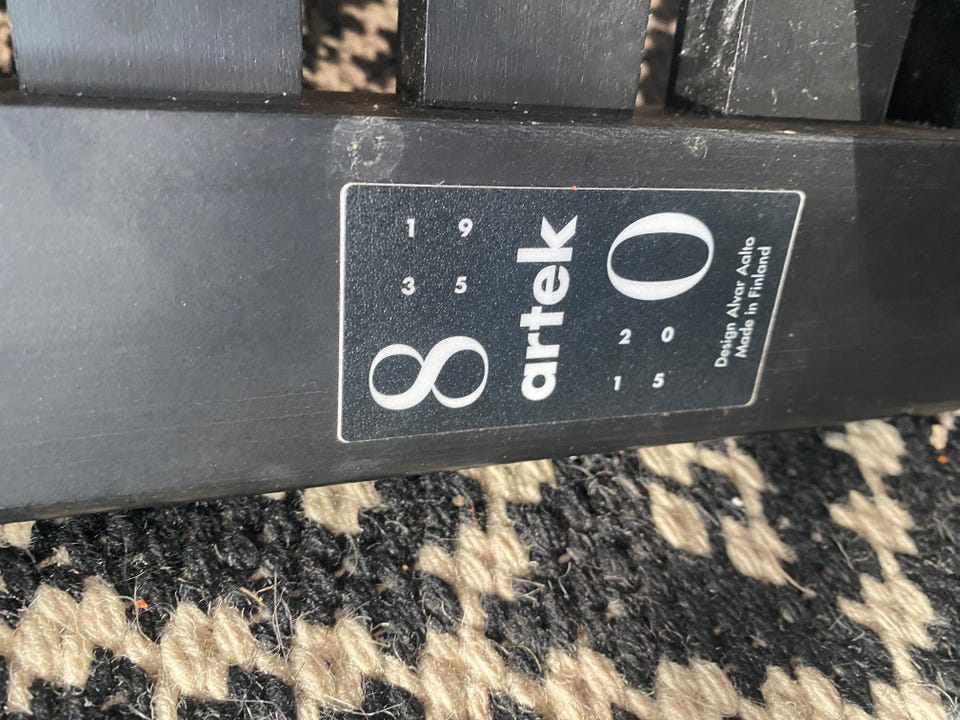 8
1 9
3 5
artek
2 0
1 5
0
Design Alvar Aalto
Made in Finland